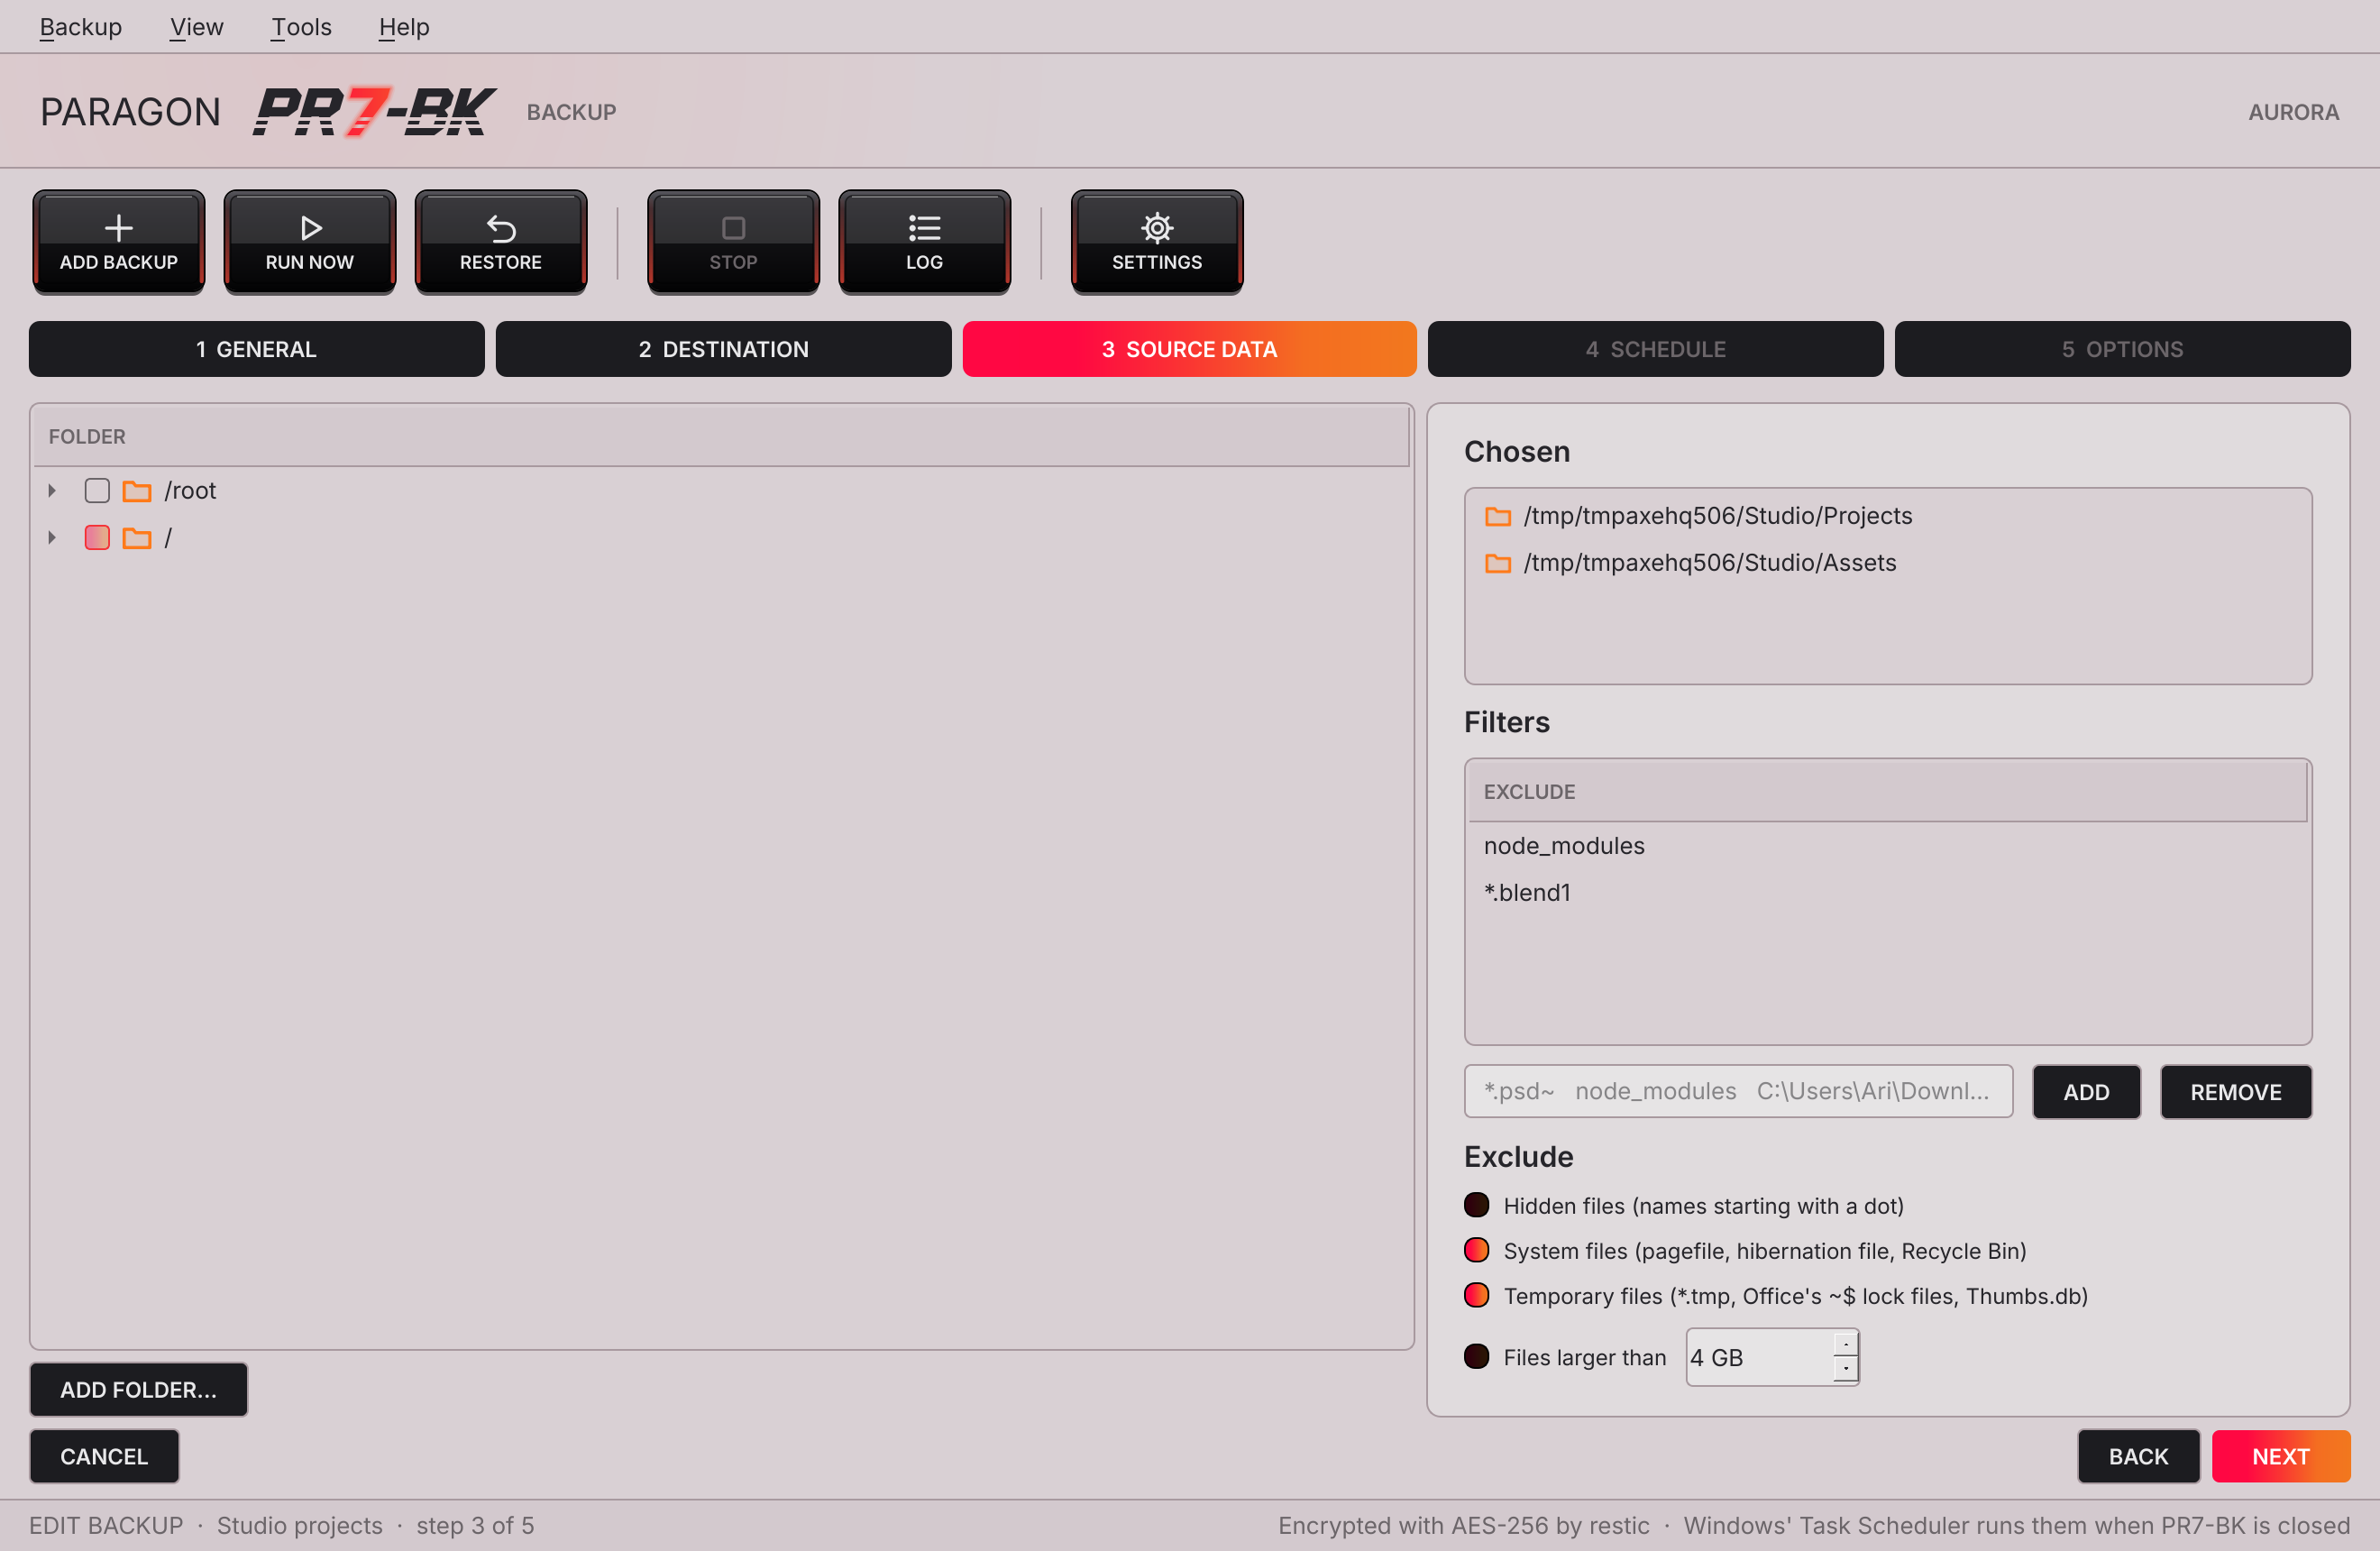 Backup View Tools Help
PARAGON PR7-BK BACKUP AURORA
ADD BACKUP RUN NOW RESTORE STOP LOG SETTINGS
1 GENERAL 2 DESTINATION 3 SOURCE DATA 4 SCHEDULE 5 OPTIONS
FOLDER
/root
/
ADD FOLDER...
CANCEL
Chosen
/tmp/tmpaxehq506/Studio/Projects
/tmp/tmpaxehq506/Studio/Assets
Filters
EXCLUDE
node_modules
*.blend1
*.psd~ node_modules C:\Users\Ari\Downl... ADD REMOVE
Exclude
Hidden files (names starting with a dot)
System files (pagefile, hibernation file, Recycle Bin)
Temporary files (*.tmp, Office's ~$ lock files, Thumbs.db)
Files larger than 4 GB
BACK NEXT
EDIT BACKUP · Studio projects · step 3 of 5 Encrypted with AES-256 by restic · Windows' Task Scheduler runs them when PR7-BK is closed